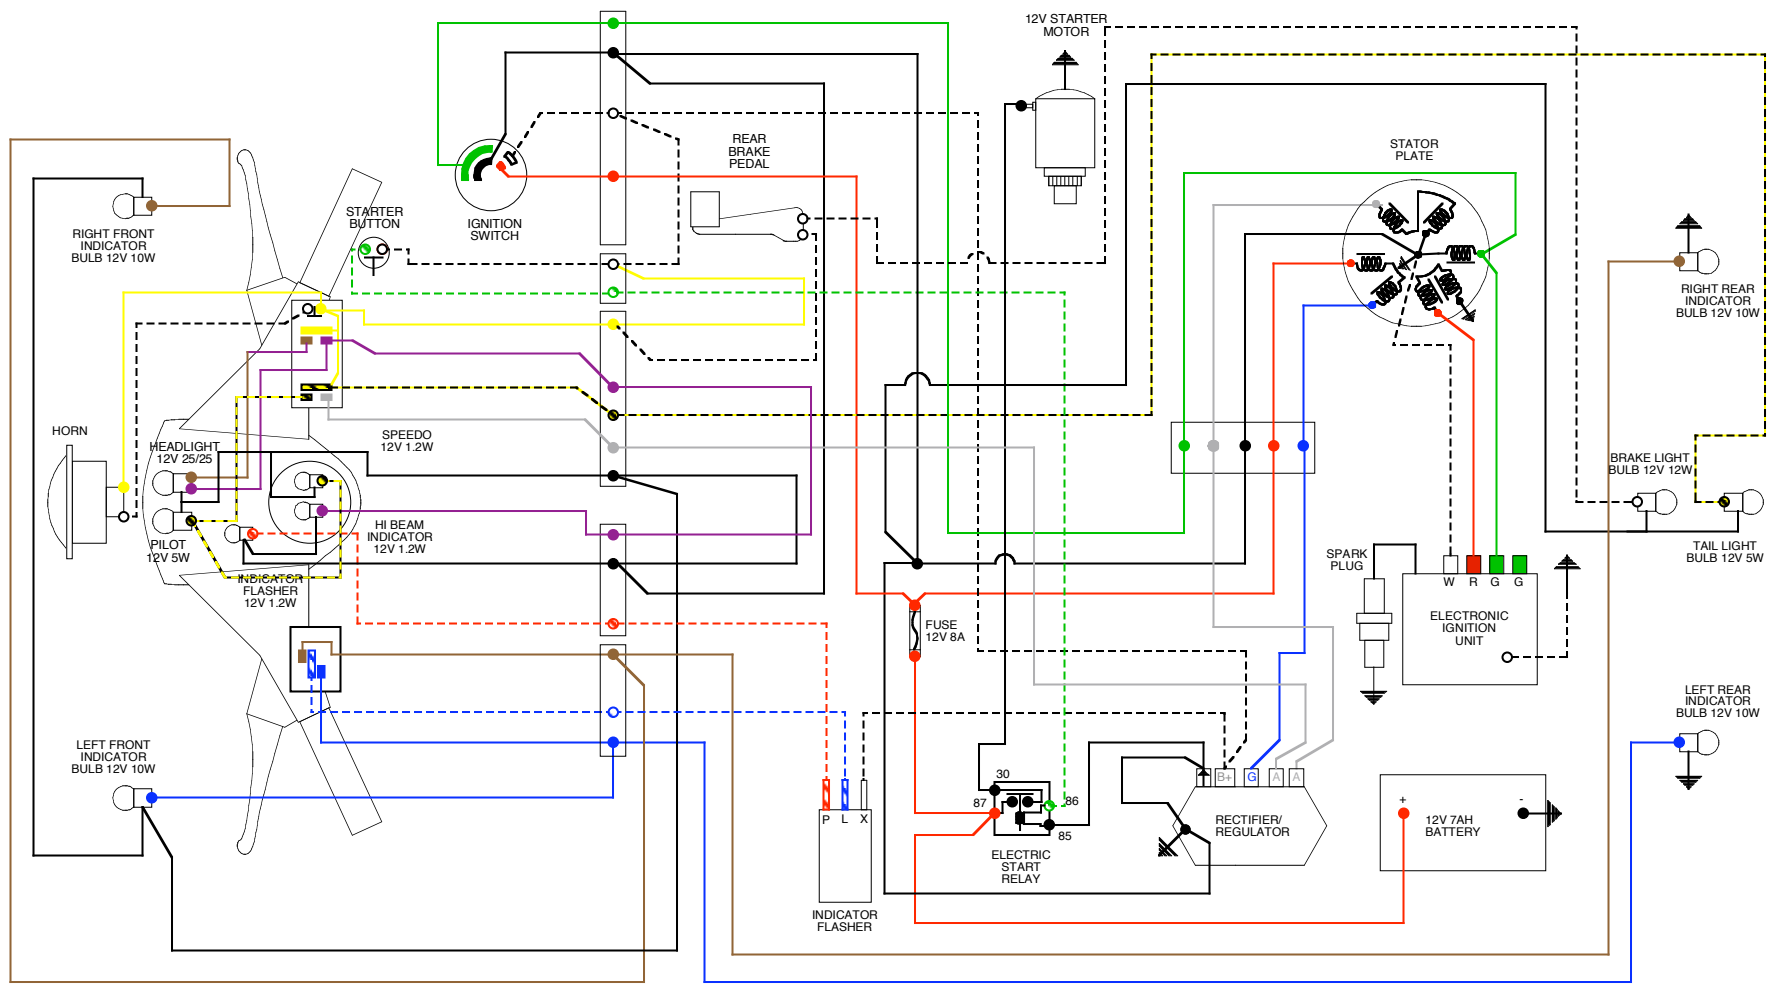 12V STARTER
MOTOR
REAR
BRAKE
PEDAL
STATOR
PLATE
STARTER
BUTTON
IGNITION
SWITCH
RIGHT FRONT
INDICATOR
BULB 12V 10W
RIGHT REAR
INDICATOR
BULB 12V 10W
HORN
HEADLIGHT
12V 25/25
SPEEDO
12V 1.2W
BRAKE LIGHT
BULB 12V 12W
PILOT
12V 5W
HI BEAM
INDICATOR
12V 1.2W
TAIL LIGHT
BULB 12V 5W
SPARK
PLUG
W R G G
INDICATOR
FLASHER
12V 1.2W
ELECTRONIC
IGNITION
UNIT
FUSE
12V 8A
LEFT REAR
INDICATOR
BULB 12V 10W
LEFT FRONT
INDICATOR
BULB 12V 10W
30
87
86
85
B+ G A A
P L X
RECTIFIER/
REGULATOR
+ -
12V 7AH
BATTERY
ELECTRIC
START
RELAY
INDICATOR
FLASHER